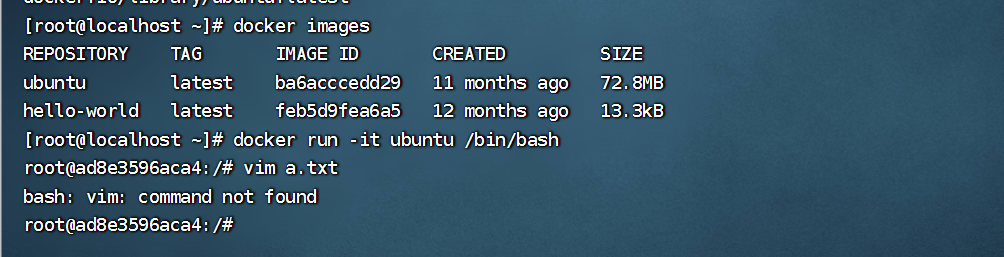 [root@localhost ~]# docker images
REPOSITORY TAG IMAGE ID CREATED SIZE
ubuntu latest ba6acccedd29 11 months ago 72.8MB
hello-world latest feb5d9fea6a5 12 months ago 13.3kB
[root@localhost ~]# docker run -it ubuntu /bin/bash
root@ad8e3596aca4:/# vim a.txt
bash: vim: command not found
root@ad8e3596aca4:/#